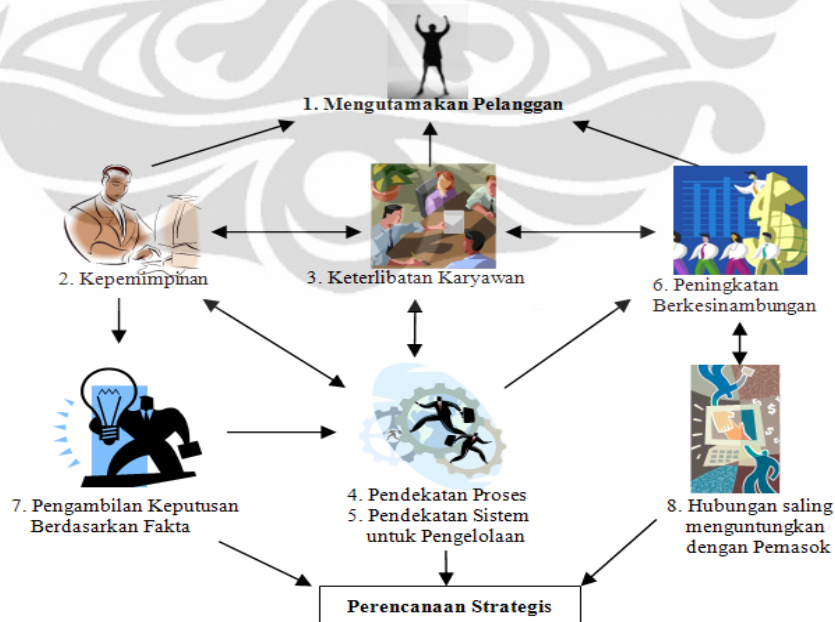 1. Mengutamakan Pelanggan
2. Kepemimpinan
3. Keterlibatan Karyawan
6. Peningkatan
Berkesinambungan
7. Pengambilan Keputusan
Berdasarkan Fakta
4. Pendekatan Proses
5. Pendekatan Sistem
untuk Pengelolaan
8. Hubungan saling
menguntungkan
dengan Pemasok
Perencanaan Strategis